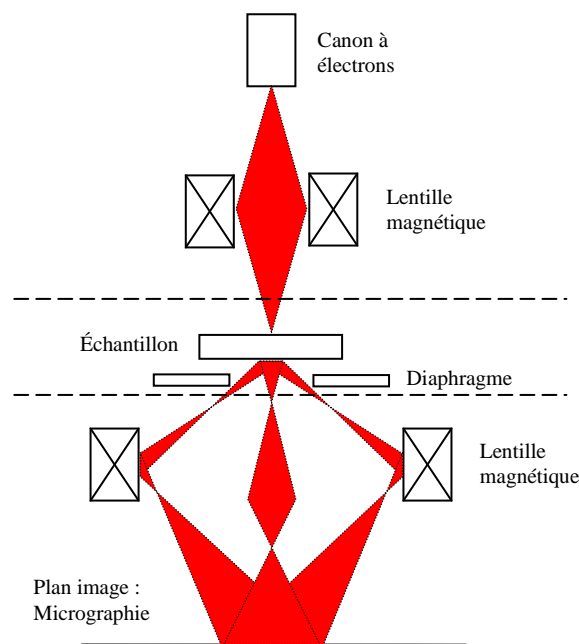 Canon à
électrons
Lentille
magnétique
Échantillon
Diaphragme
Lentille
magnétique
Plan image :
Micrographie